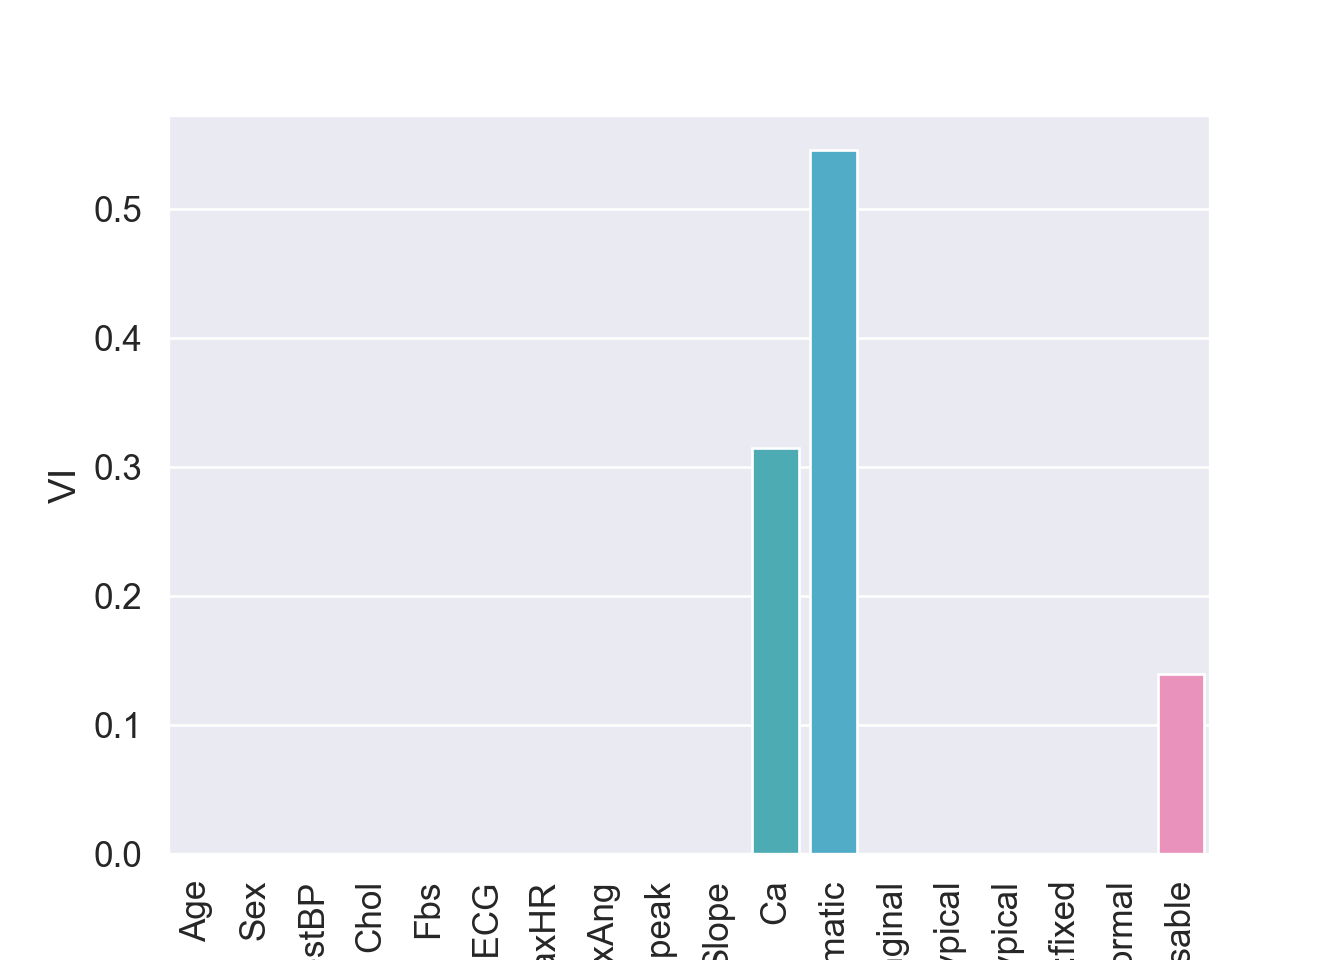 0.5
0.4
0.3
0.2
0.1
0.0
VI
Age
Sex
stBP
Chol
Fbs
ECG
axHR
xAng
peak
Slope
Ca
matic
ginal
ypical
ypical
:fixed
ormal
sable